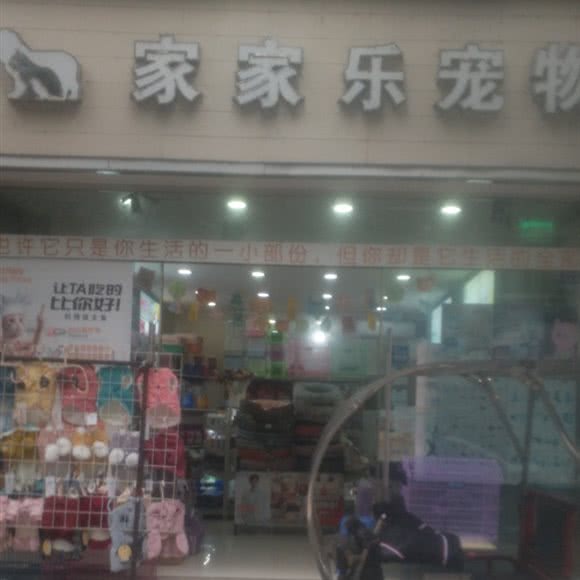 家家乐宠物
但许它只是你生活的一小部份，但你却是它生活的全部
让TA吃的
比你好！